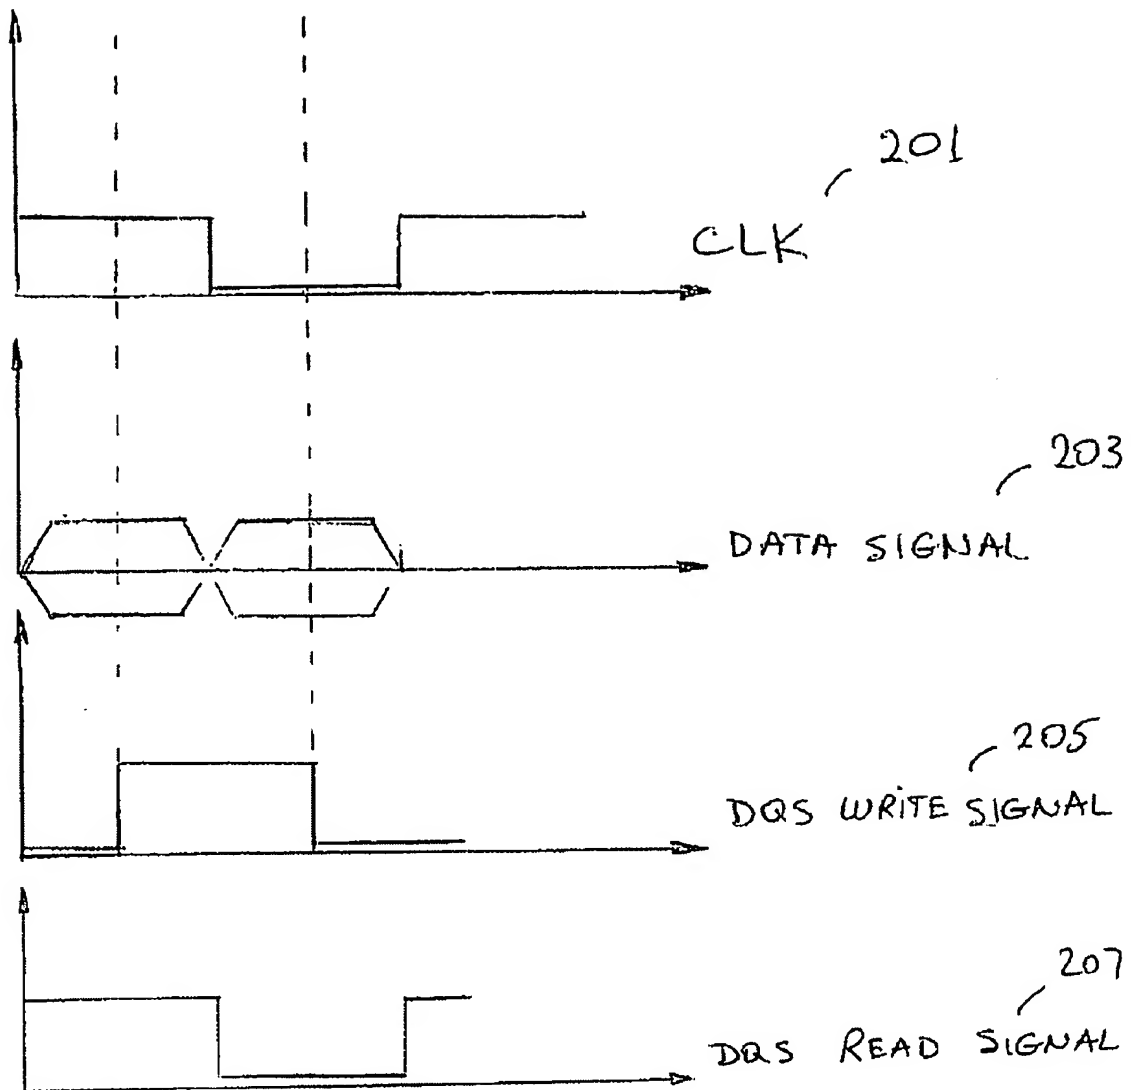 201
CLK
203
DATA SIGNAL
205
DQS WRITE SIGNAL
207
DQS READ SIGNAL